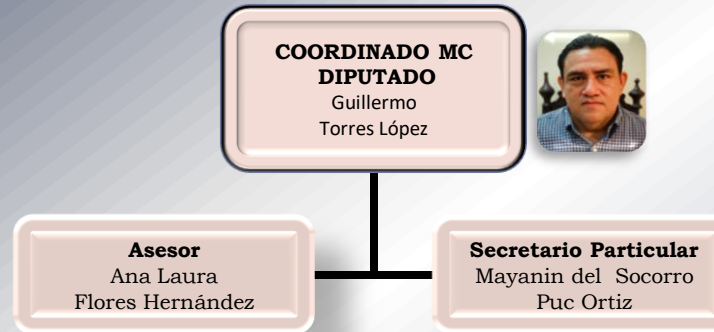 COORDINADO MC
DIPUTADO
Guillermo
Torres López
Asesor
Ana Laura
Flores Hernández
Secretario Particular
Mayanin del Socorro
Puc Ortiz